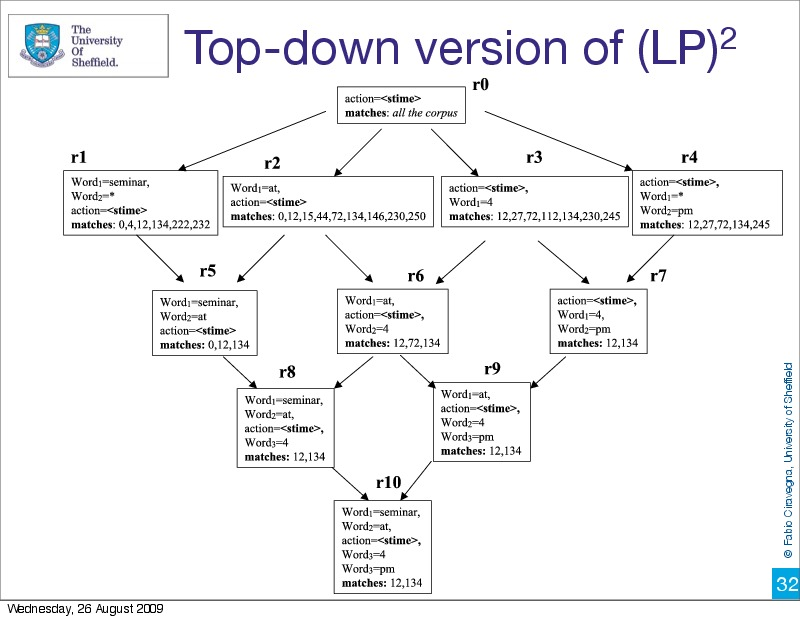 The
University
Of
Sheffield.
Top-down version of (LP)2
r0
action=<stime>
matches: all the corpus
r1
Word1=seminar,
Word2=*
action=<stime>
matches: 0,4,12,134,222,232
r2
Word1=at,
action=<stime>
matches: 0,12,15,44,72,134,146,230,250
r3
action=<stime>,
Word1=4
matches: 12,27,72,112,134,230,245
r4
action=<stime>,
Word1=*
Word2=pm
matches: 12,27,72,134,245
r5
Word1=seminar,
Word2=at
action=<stime>
matches: 0,12,134
r6
Word1=at,
action=<stime>,
Word2=4
matches: 12,72,134
r7
action=<stime>,
Word1=4,
Word2=pm
matches: 12,134
r8
Word1=seminar,
Word2=at,
action=<stime>,
Word3=4
matches: 12,134
r9
Word1=at,
action=<stime>,
Word2=4
Word3=pm
matches: 12,134
r10
Word1=seminar,
Word2=at,
action=<stime>,
Word3=4
Word3=pm
matches: 12,134
© Fabio Ciravegna, University of Sheffield
32
Wednesday, 26 August 2009